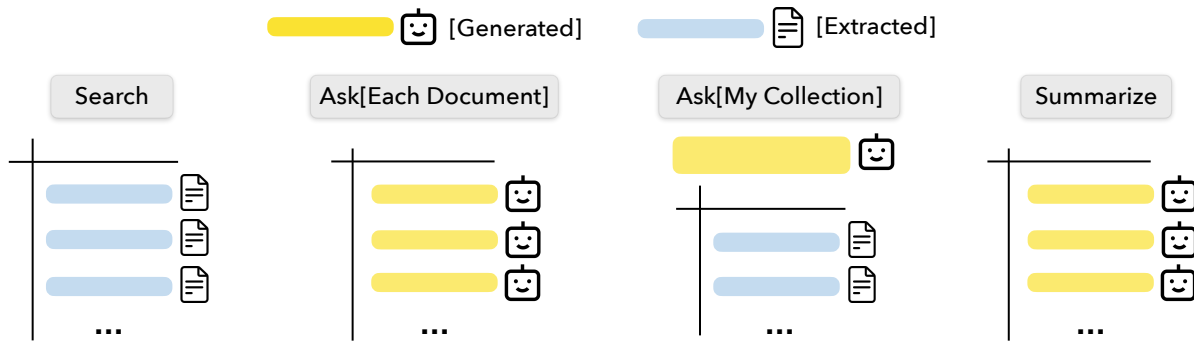 [Generated]
[Extracted]
Search
Ask[Each Document]
Ask[My Collection]
Summarize
...
...
...
...